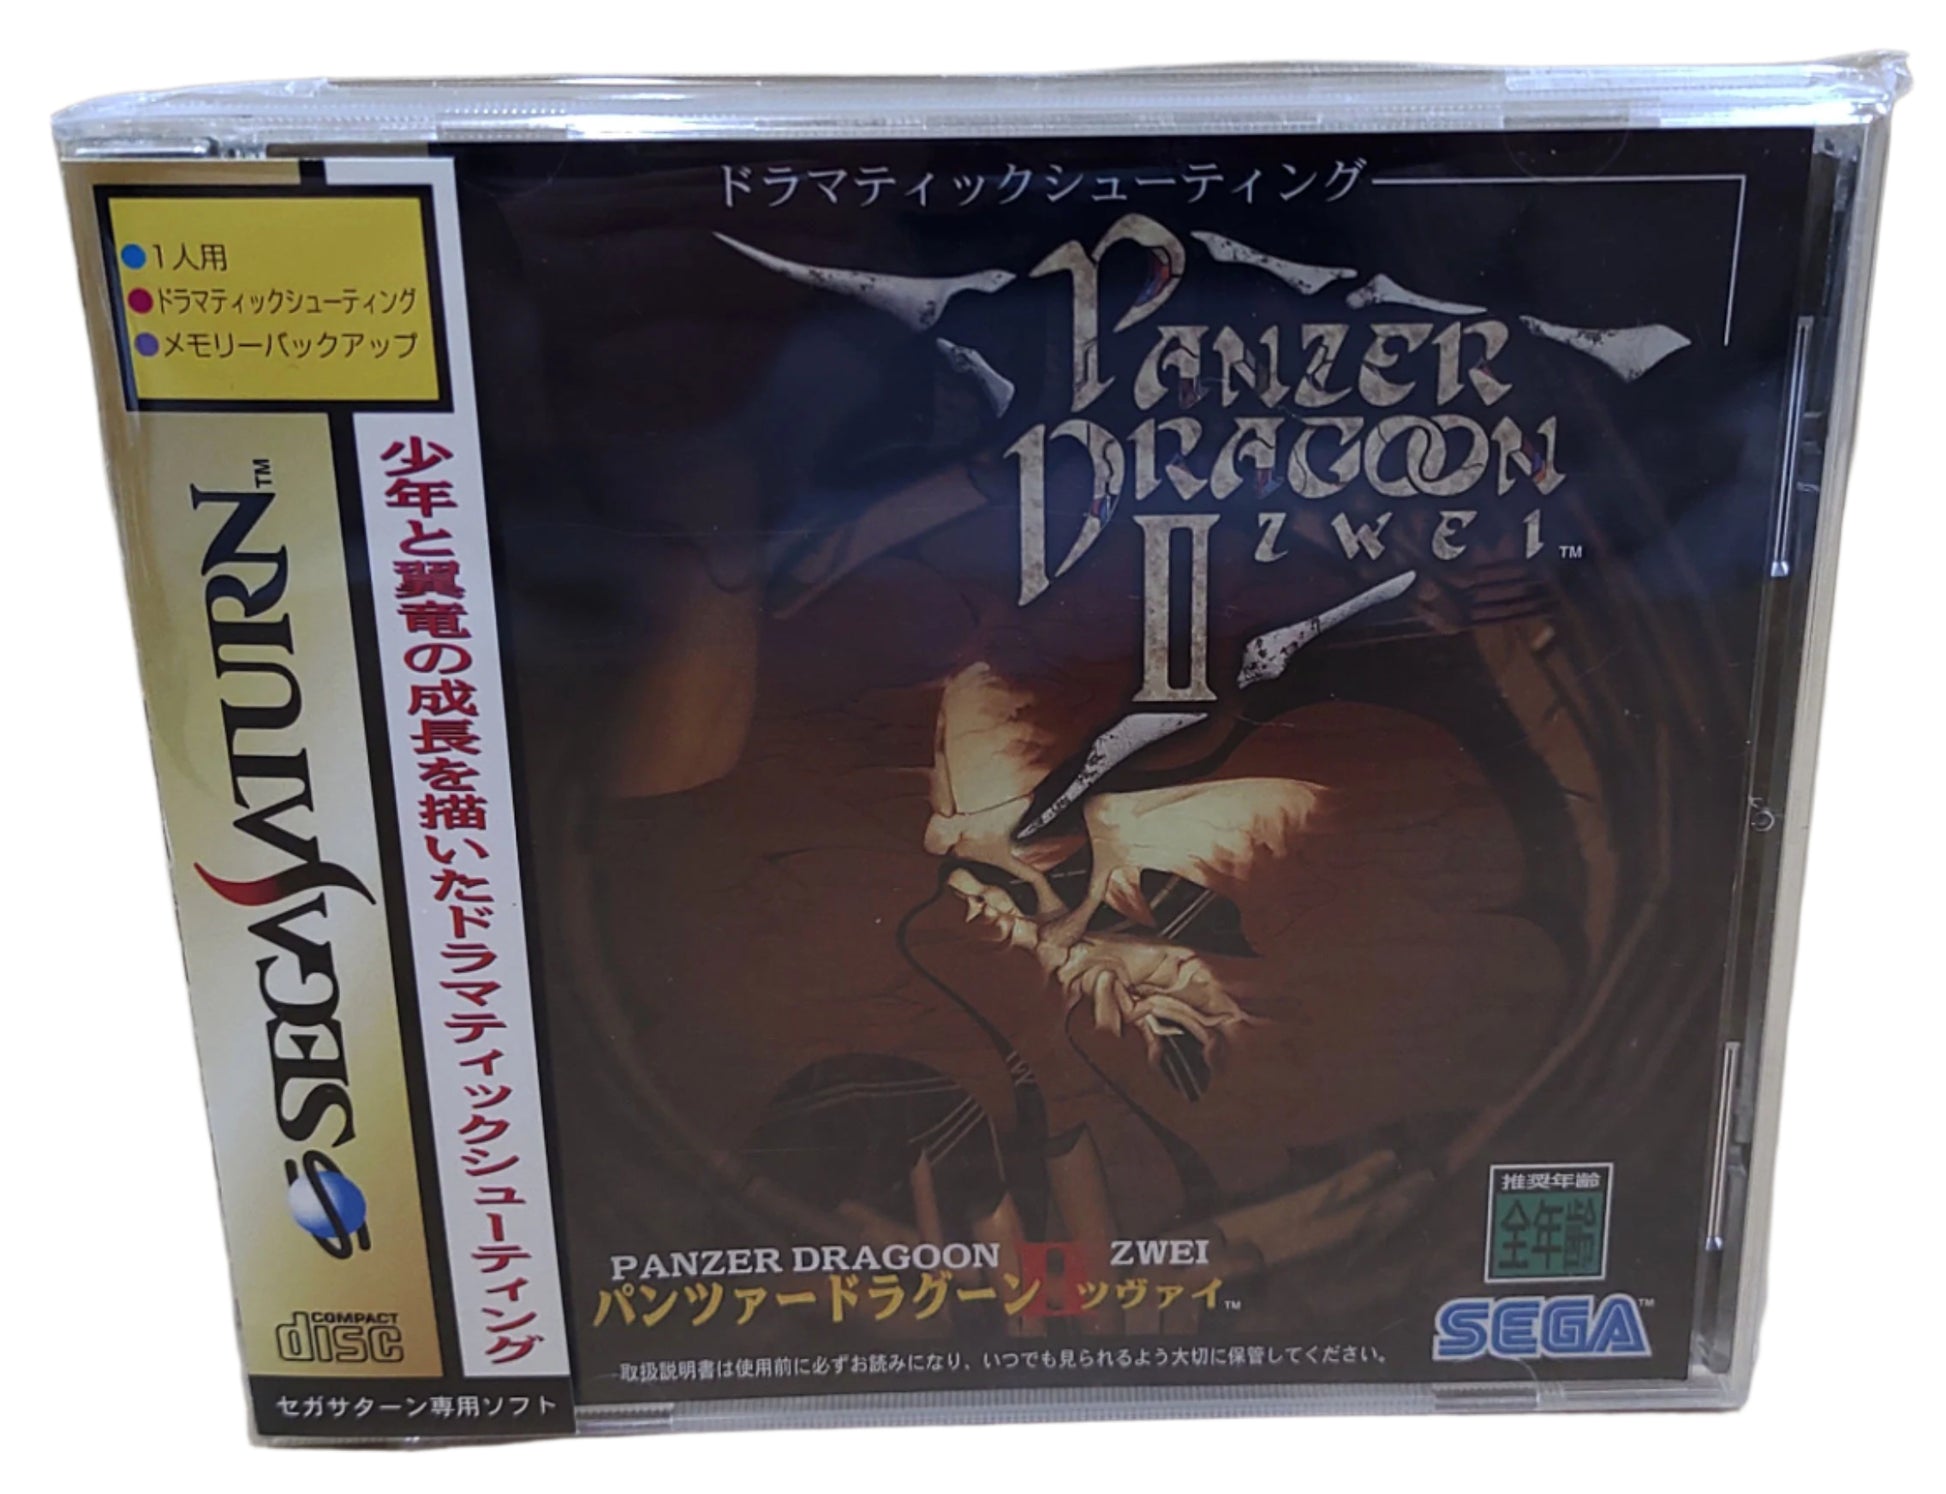 ●1人用
●ドラマティックシューティング
●メモリーバックアップ
SEGA SATURN™
少年と翼竜の成長を描いたドラマティックシューティング
COMPACT
disc
セガサターン専用ソフト
ドラマティックシューティング
PANZER
DRAGOON
II ZWEI™
推奨年齢
全年齢
PANZER DRAGOON II ZWEI
パンツァードラグーン ツヴァイ™
SEGA™
取扱説明書は使用前に必ずお読みになり、いつでも見られるよう大切に保管してください。